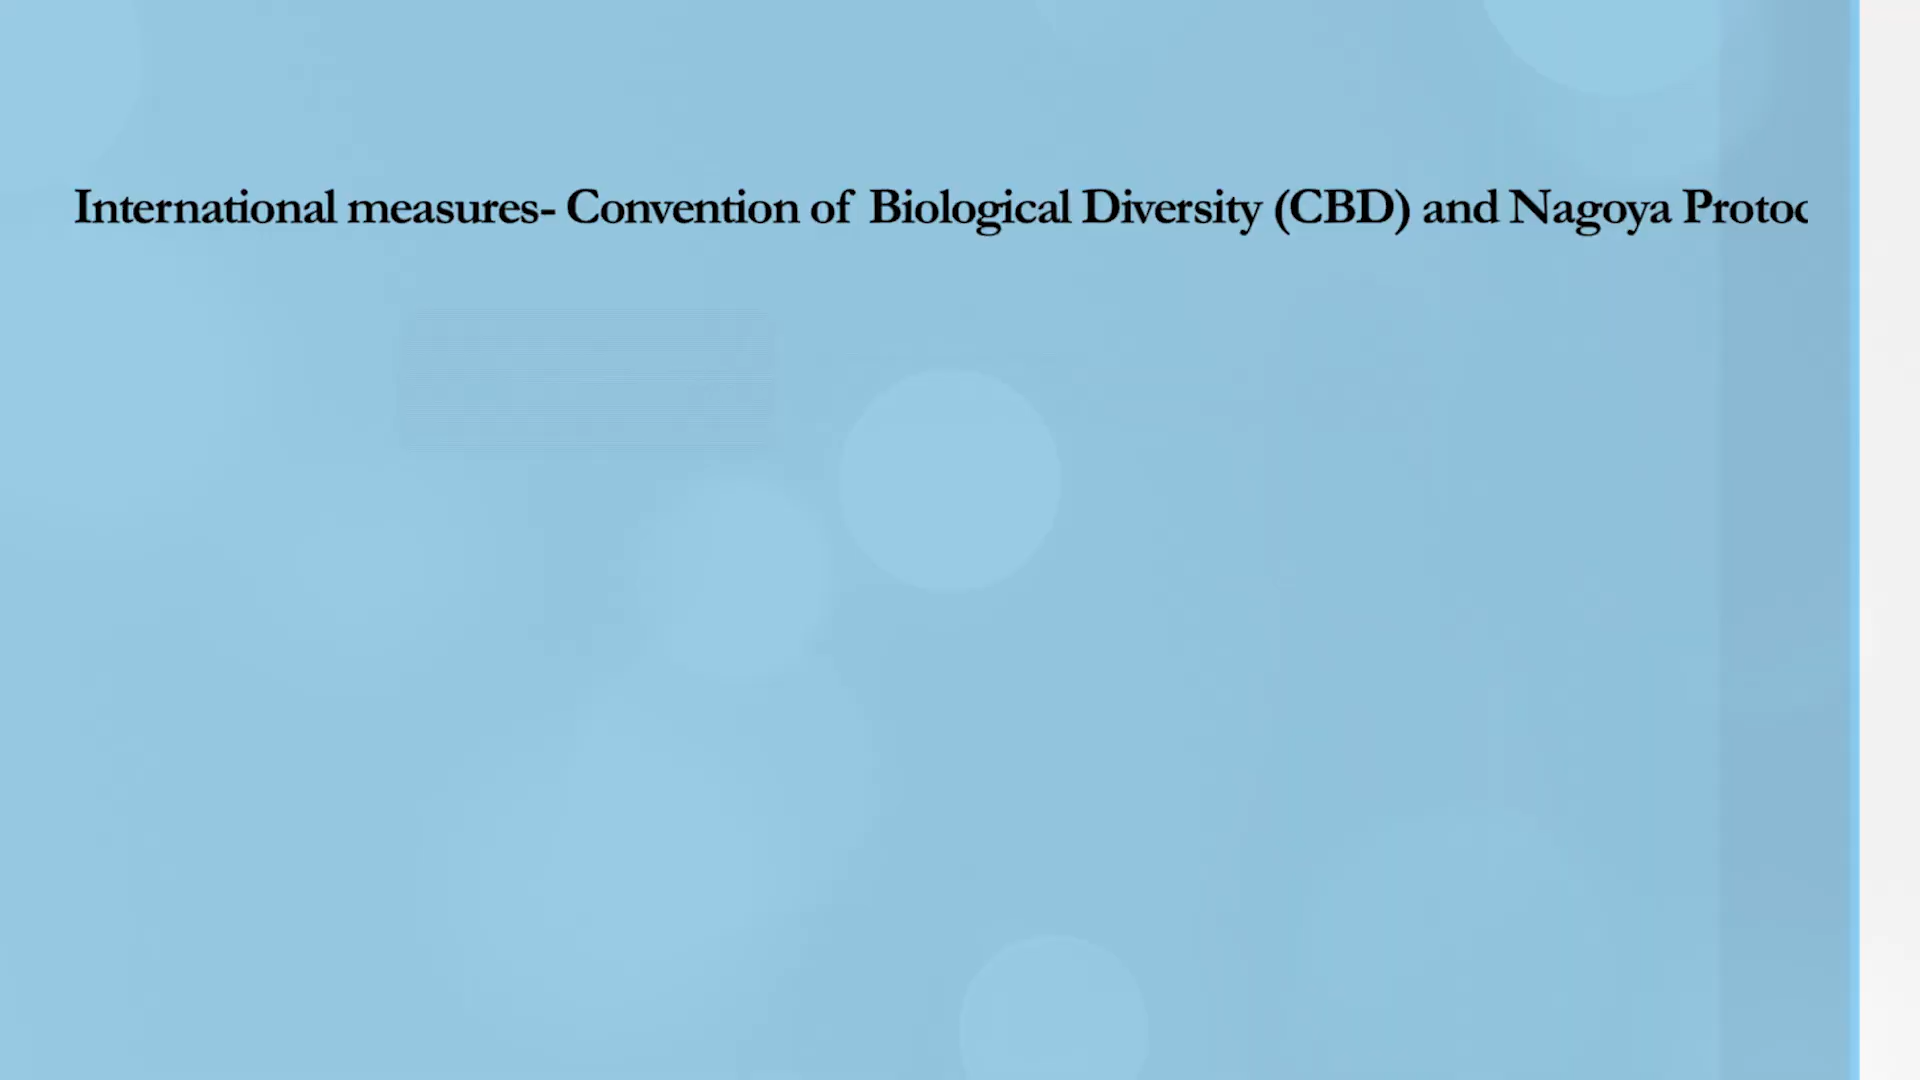 International measures- Convention of Biological Diversity (CBD) and Nagoya Protoc